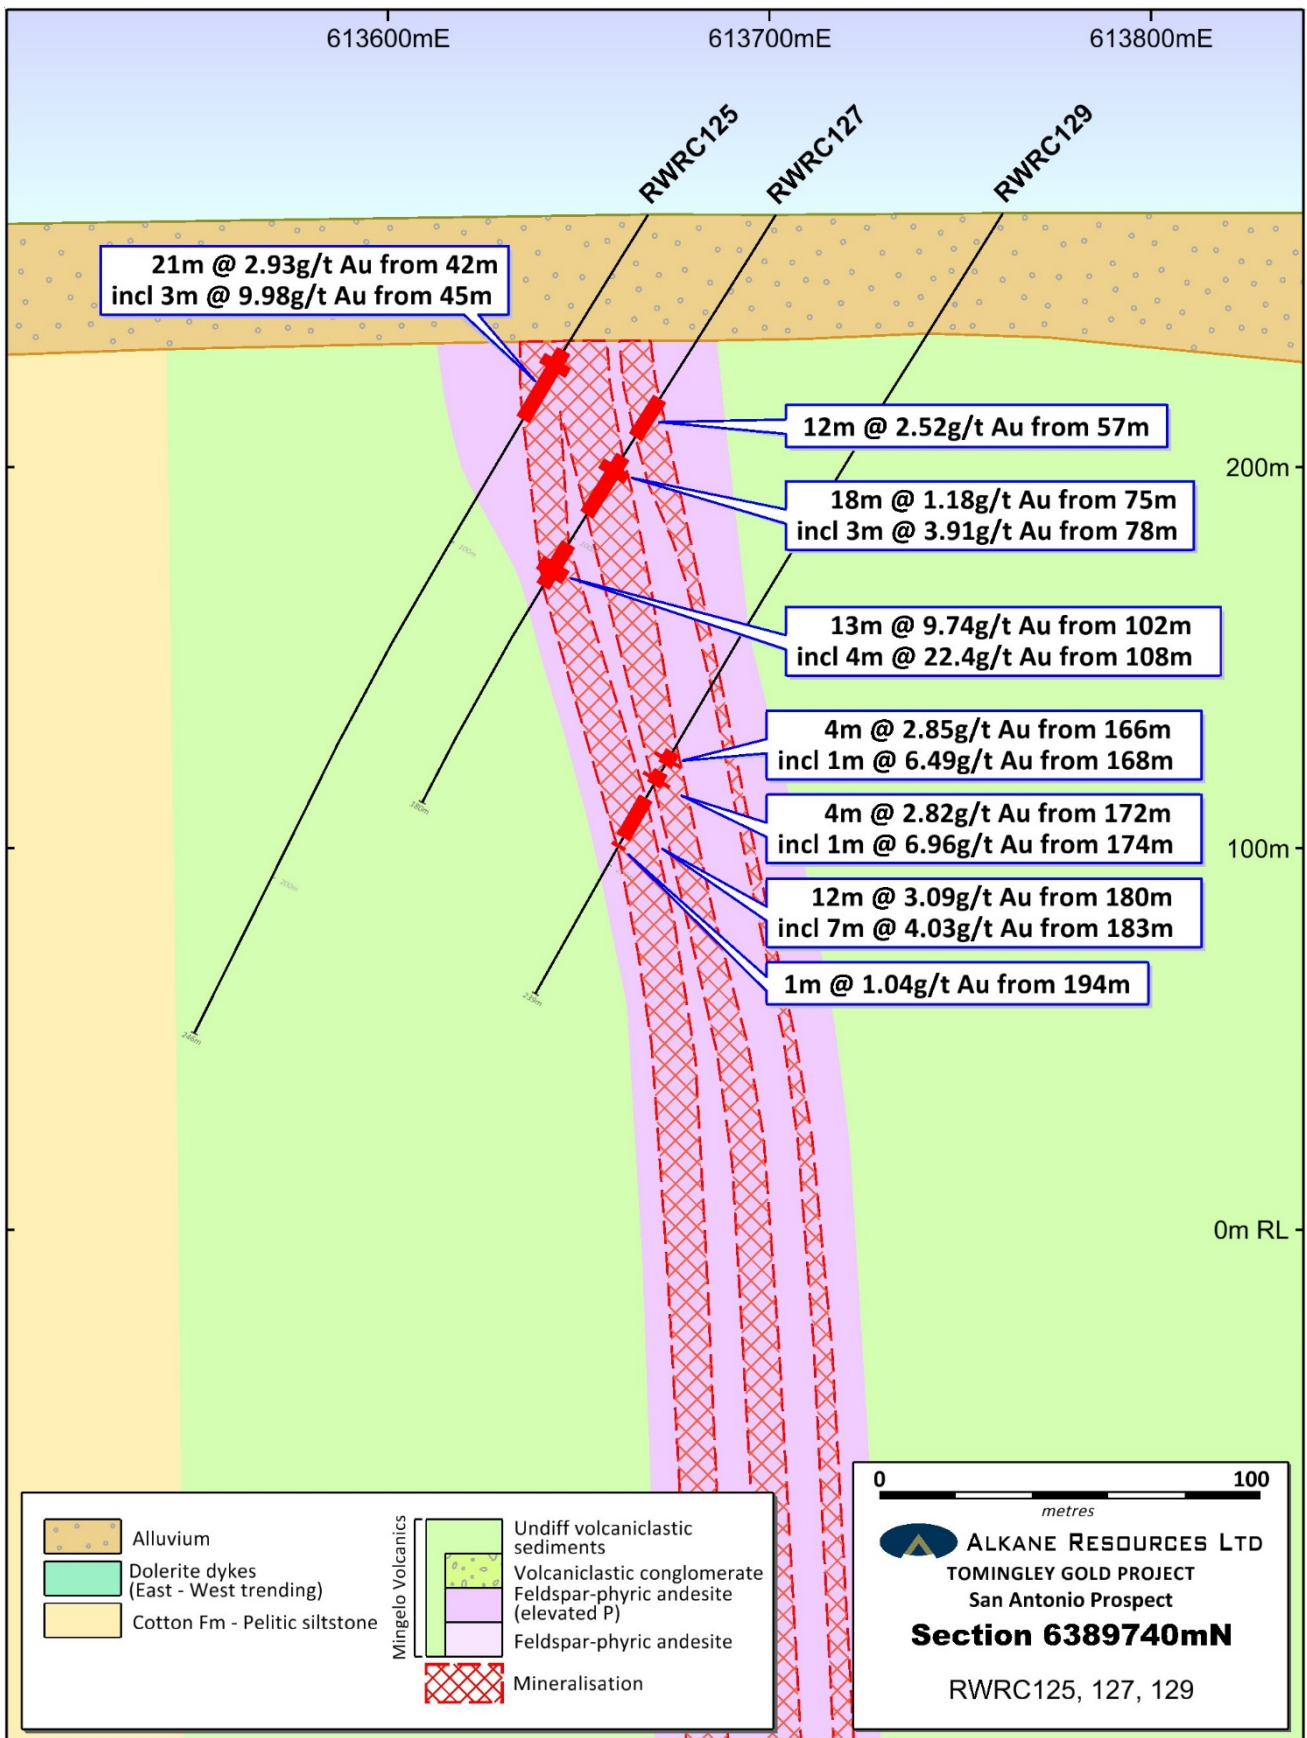 613600mE
613700mE
613800mE
RWRC125
RWRC127
RWRC129
21m @ 2.93g/t Au from 42m
incl 3m @ 9.98g/t Au from 45m
12m @ 2.52g/t Au from 57m
200m
18m @ 1.18g/t Au from 75m
incl 3m @ 3.91g/t Au from 78m
100m
13m @ 9.74g/t Au from 102m
incl 4m @ 22.4g/t Au from 108m
4m @ 2.85g/t Au from 166m
incl 1m @ 6.49g/t Au from 168m
180m
4m @ 2.82g/t Au from 172m
incl 1m @ 6.96g/t Au from 174m
100m
200m
12m @ 3.09g/t Au from 180m
incl 7m @ 4.03g/t Au from 183m
1m @ 1.04g/t Au from 194m
239m
246m
0m RL
Alluvium
Dolerite dykes
(East - West trending)
Cotton Fm - Pelitic siltstone
Mingelo Volcanics
Undiff volcaniclastic
sediments
Volcaniclastic conglomerate
Feldspar-phyric andesite
(elevated P)
Feldspar-phyric andesite
Mineralisation
0 100
metres
ALKANE RESOURCES LTD
TOMINGLEY GOLD PROJECT
San Antonio Prospect
Section 6389740mN
RWRC125, 127, 129